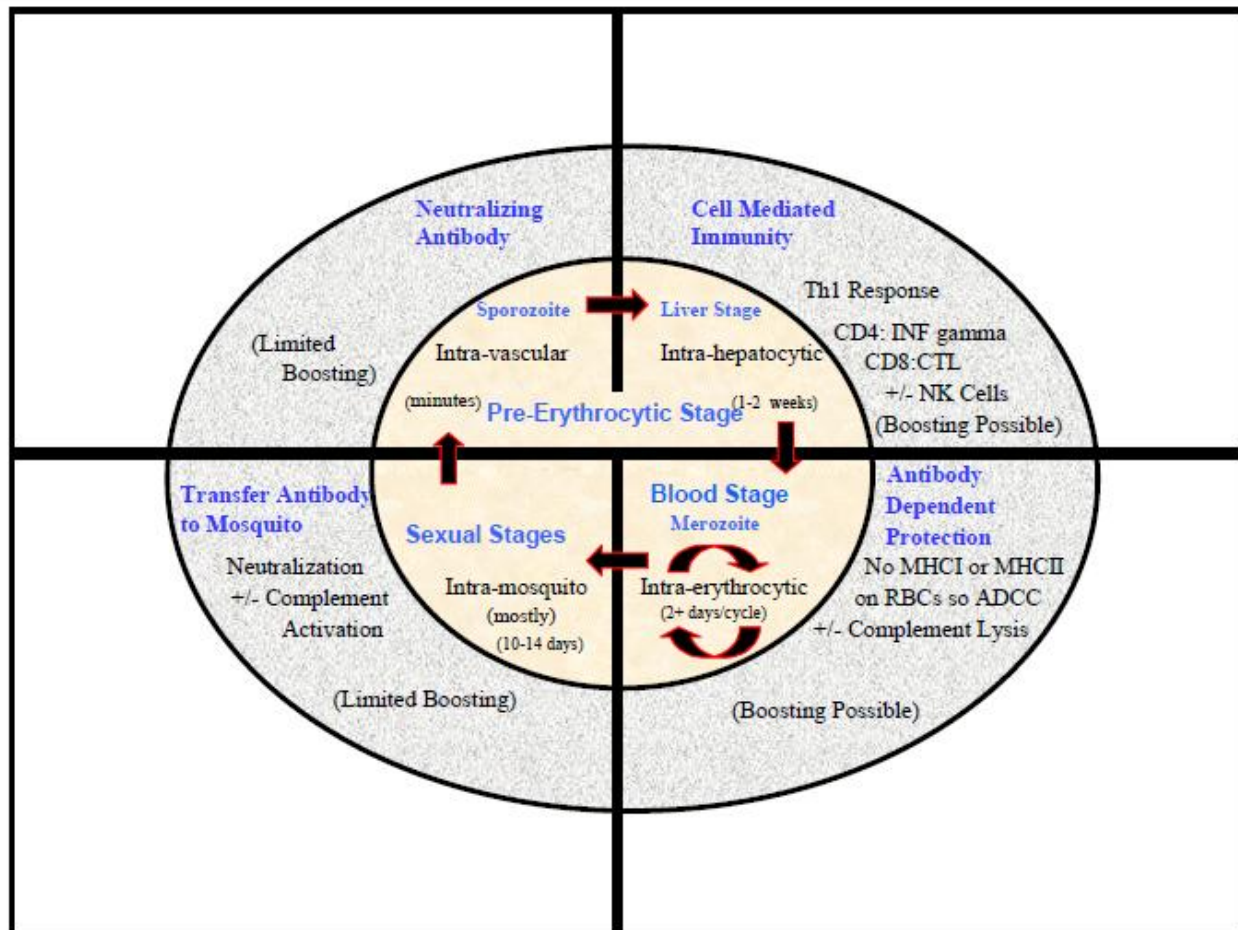 Neutralizing
Antibody
(Limited
Boosting)
Sporozoite
Intra-vascular
(minutes)
Pre-Erythrocytic Stage
Cell Mediated
Immunity
Th1 Response
CD4: INF gamma
CD8:CTL
+/- NK Cells
(Boosting Possible)
Liver Stage
Intra-hepatocytic
(1-2 weeks)
Transfer Antibody
to Mosquito
Neutralization
+/- Complement
Activation
(Limited Boosting)
Sexual Stages
Intra-mosquito
(mostly)
(10-14 days)
Blood Stage
Merozoite
Intra-erythrocytic
(2+ days/cycle)
Antibody
Dependent
Protection
No MHCI or MHCII
on RBCs so ADCC
+/- Complement Lysis
(Boosting Possible)